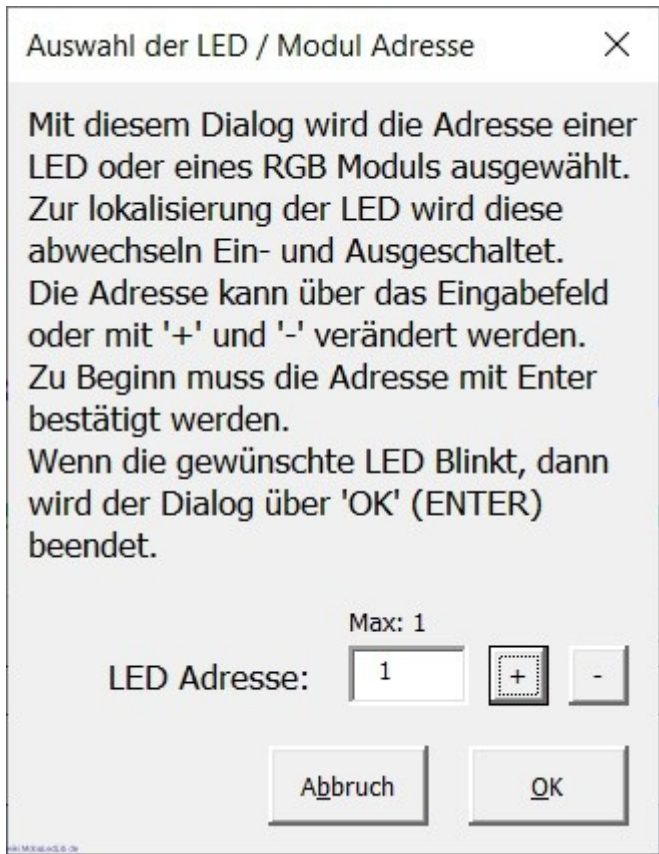 Auswahl der LED / Modul Adresse
Mit diesem Dialog wird die Adresse einer
LED oder eines RGB Moduls ausgewählt.
Zur lokalisierung der LED wird diese
abwechseln Ein- und Ausgeschaltet.
Die Adresse kann über das Eingabefeld
oder mit '+' und '-' verändert werden.
Zu Beginn muss die Adresse mit Enter
bestätigt werden.
Wenn die gewünschte LED Blinkt, dann
wird der Dialog über 'OK' (ENTER)
beendet.
Max: 1
LED Adresse: 1 + -
Abbruch OK